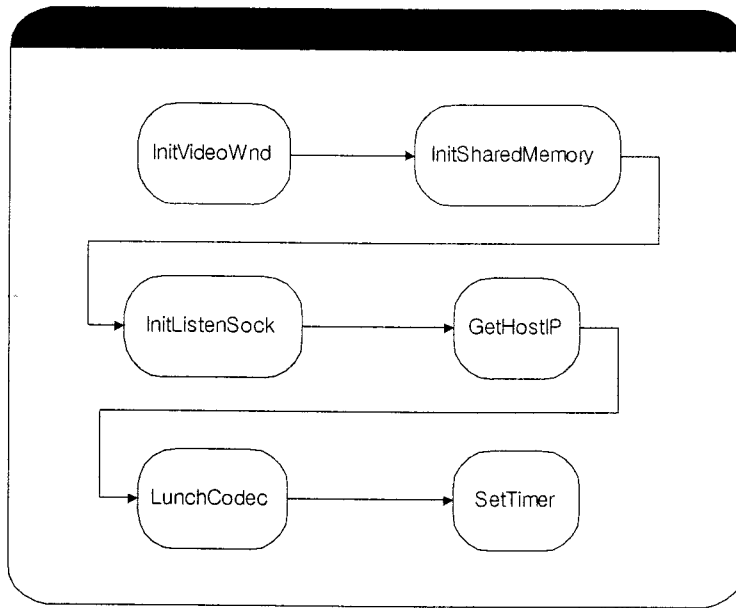 InitVideoWnd
InitSharedMemory
InitListenSock
GetHostIP
LunchCodec
SetTimer